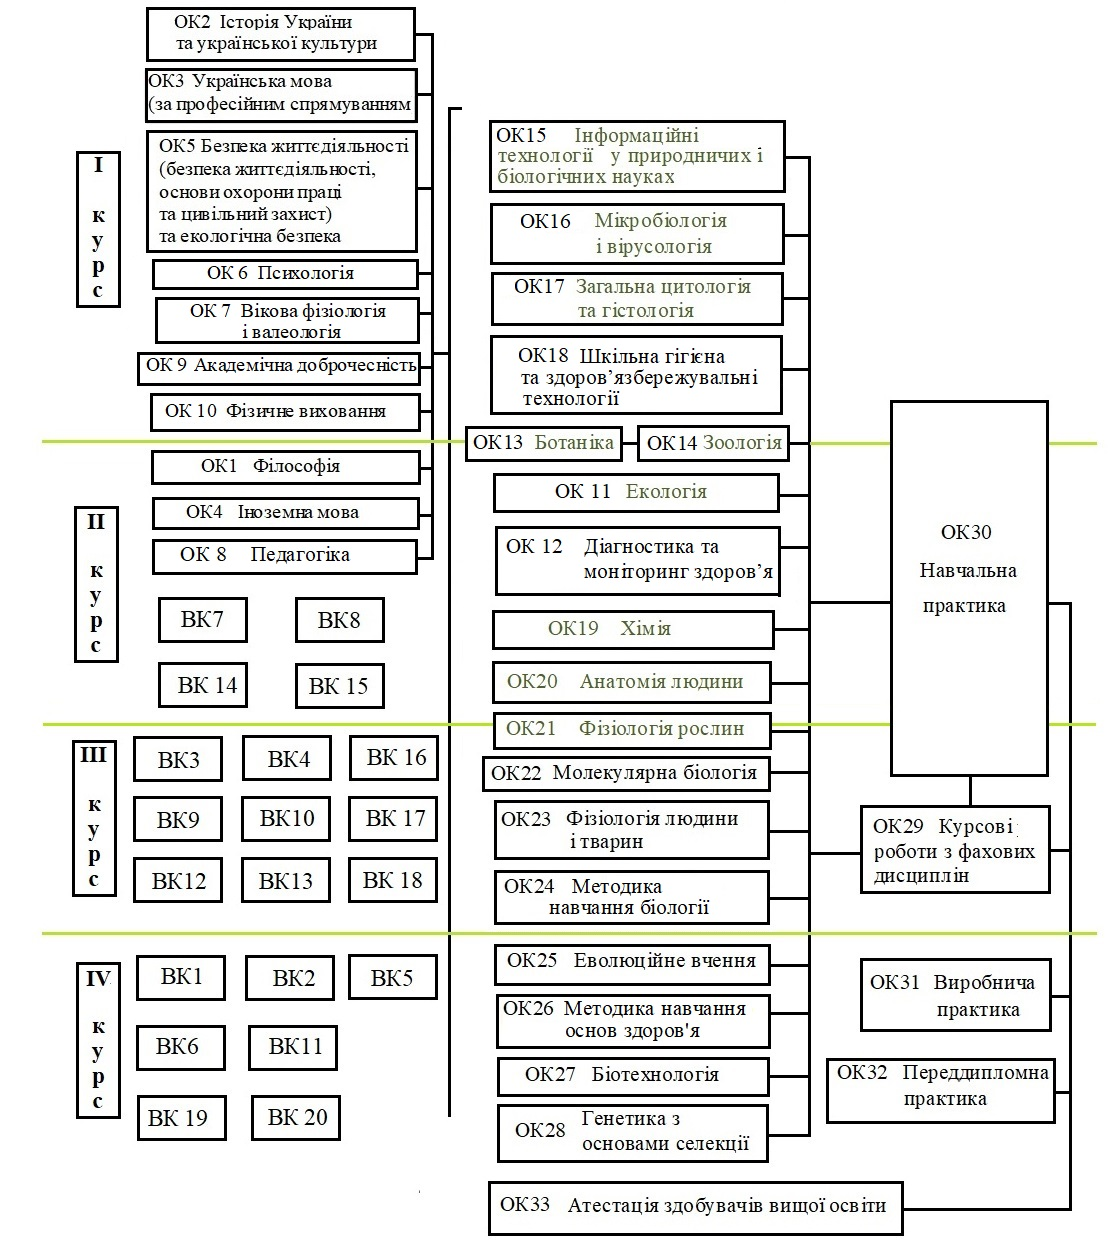 ОК2 Історія України
та української культури
ОК3 Українська мова
(за професійним спрямуванням
ОК5 Безпека життєдіяльності
(безпека життєдіяльності,
основи охорони праці
та цивільний захист)
та екологічна безпека
ОК 6 Психологія
ОК 7 Вікова фізіологія
і валеологія
ОК 9 Академічна доброчесність
ОК 10 Фізичне виховання
І
к
у
р
с
ОК1 Філософія
ОК4 Іноземна мова
ОК 8 Педагогіка
ВК7
ВК8
ВК 14
ВК 15
ІІ
к
у
р
с
ВК3
ВК4
ВК 16
ВК9
ВК10
ВК 17
ВК12
ВК13
ВК 18
ІІІ
к
у
р
с
ВК1
ВК2
ВК5
ВК6
ВК11
ВК 19
ВК 20
IV
к
у
р
с
ОК15 Інформаційні
технології у природничих і
біологічних науках
ОК16 Мікробіологія
і вірусологія
ОК17 Загальна цитологія
та гістологія
ОК18 Шкільна гігієна
та здоров’язбережувальні
технології
ОК13 Ботаніка
ОК14 Зоологія
ОК 11 Екологія
ОК 12 Діагностика та
моніторинг здоров’я
ОК19 Хімія
ОК20 Анатомія людини
ОК21 Фізіологія рослин
ОК22 Молекулярна біологія
ОК23 Фізіологія людини
і тварин
ОК24 Методика
навчання біології
ОК25 Еволюційне вчення
ОК26 Методика навчання
основ здоров'я
ОК27 Біотехнологія
ОК28 Генетика з
основами селекції
ОК30
Навчальна
практика
ОК29 Курсові
роботи з фахових
дисциплін
ОК31 Виробнича
практика
ОК32 Переддипломна
практика
ОК33 Атестація здобувачів вищої освіти